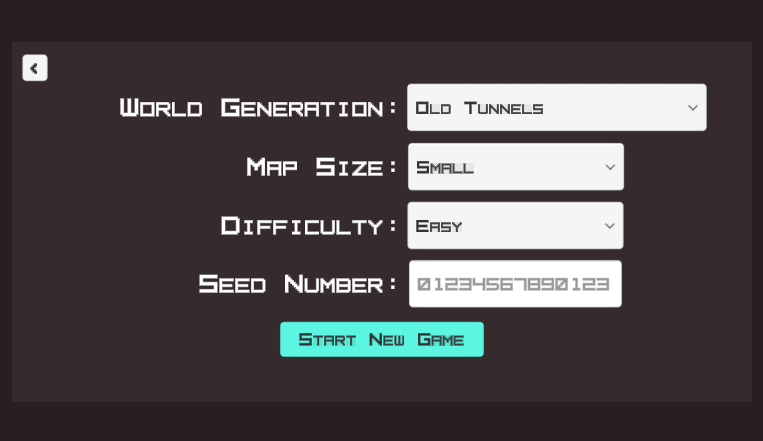 World Generation: Old Tunnels
Map Size: Small
Difficulty: Easy
Seed Number: 01234567890123
Start New Game